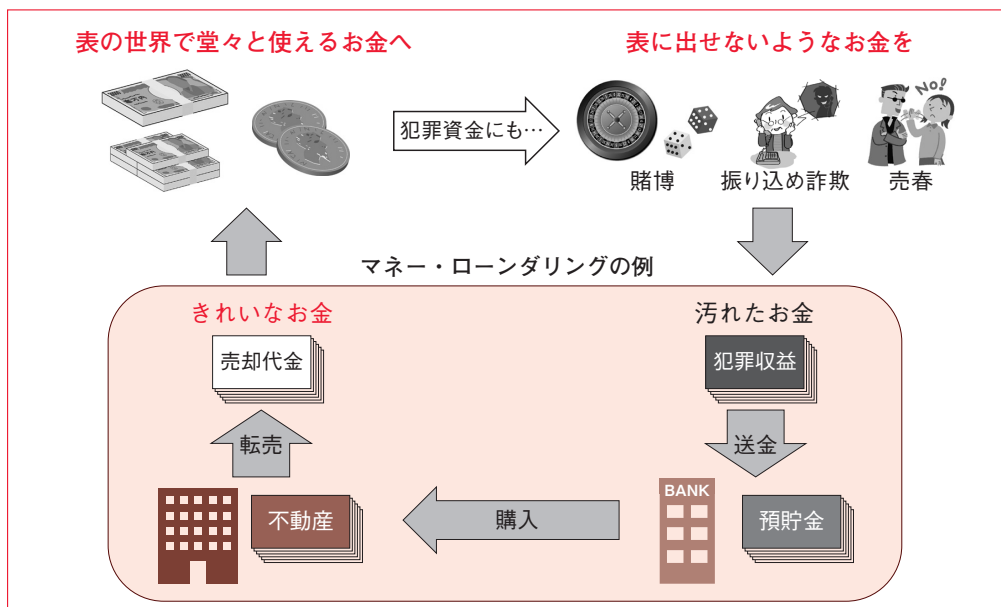 表の世界で堂々と使えるお金へ
表に出せないようなお金を
犯罪資金にも…
NO!
賭博
振り込め詐欺
売春
マネー・ローンダリングの例
きれいなお金
汚れたお金
売却代金
犯罪収益
転売
送金
BANK
不動産
購入
預貯金